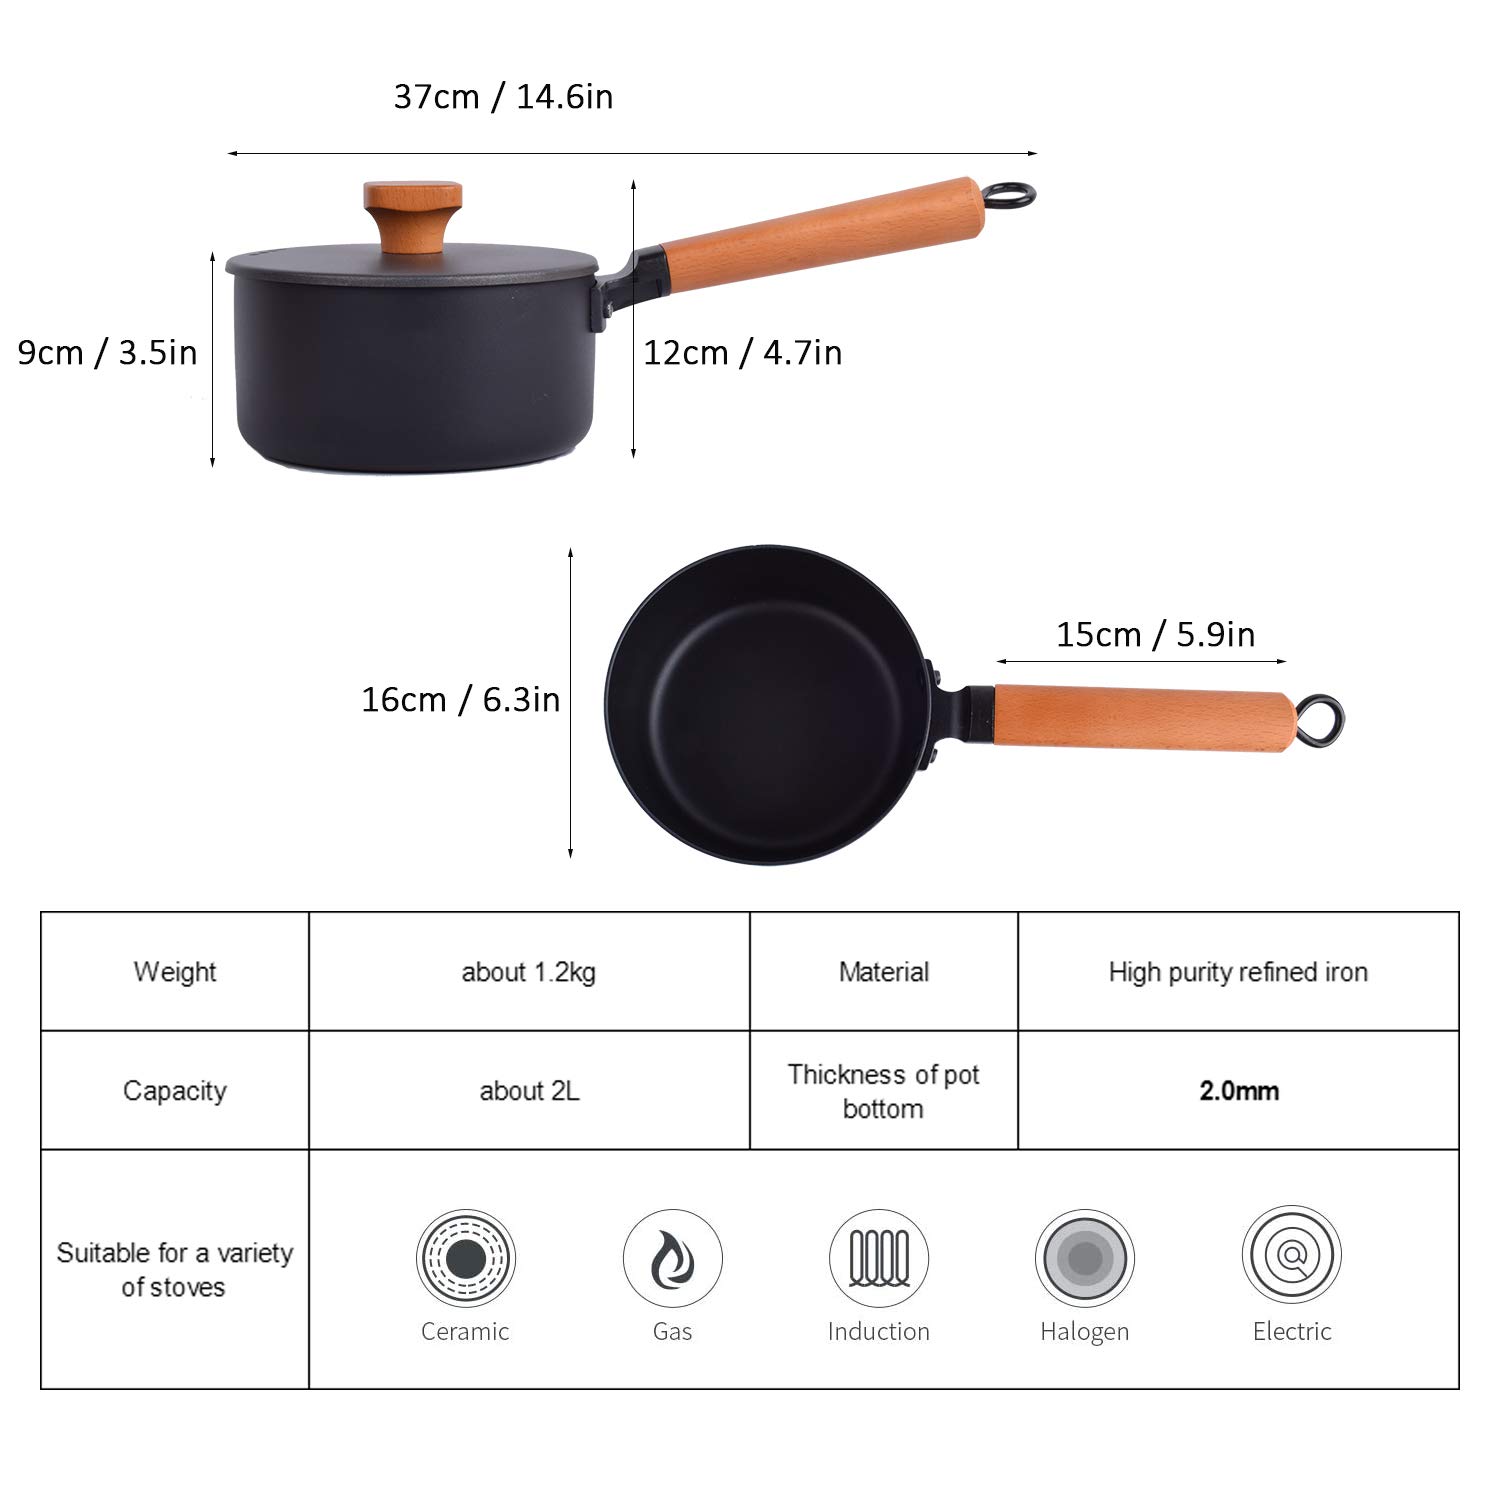 37cm / 14.6in
9cm / 3.5in
12cm / 4.7in
16cm / 6.3in
15cm / 5.9in
Weight
about 1.2kg
Material
High purity refined iron
Capacity
about 2L
Thickness of pot
bottom
2.0mm
Suitable for a variety
of stoves
Ceramic
Gas
Induction
Halogen
Electric